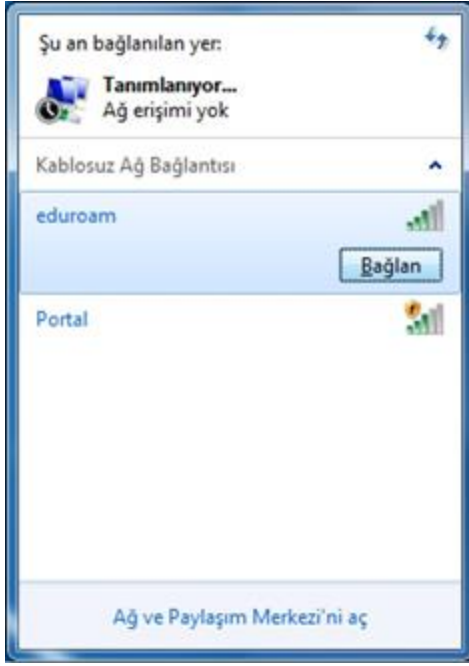 Şu an bağlanılan yer:
Tanımlanıyor...
Ağ erişimi yok
Kablosuz Ağ Bağlantısı
eduroam
Bağlan
Portal
Ağ ve Paylaşım Merkezi'ni aç